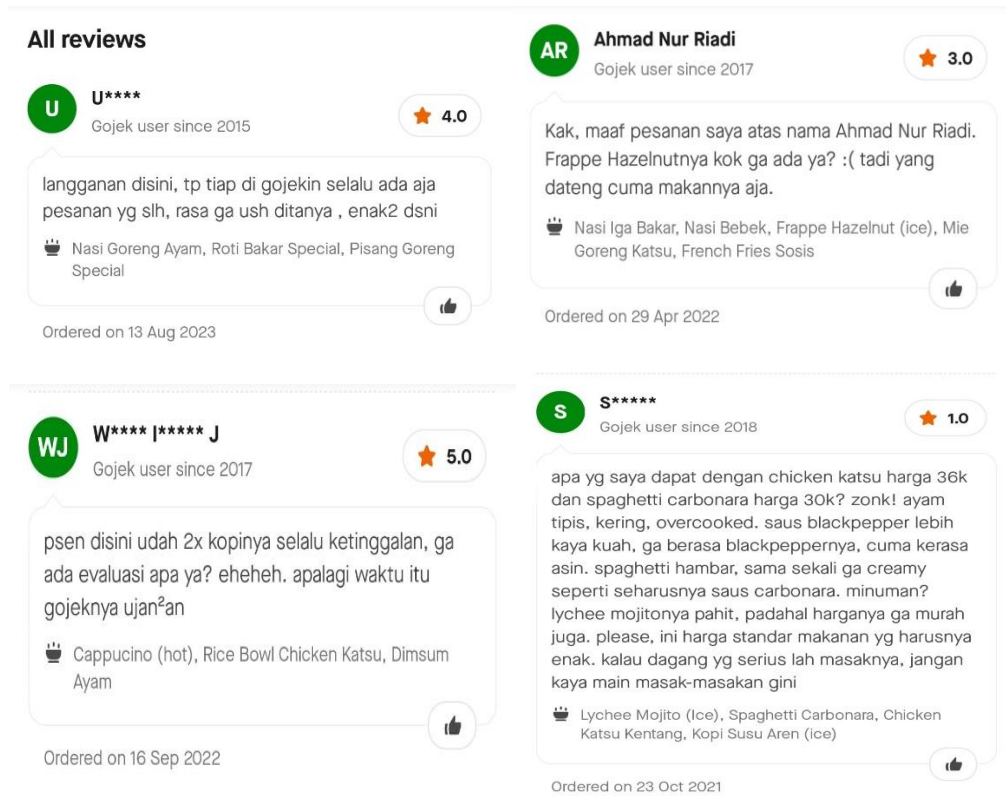 All reviews
U
U****
Gojek user since 2015
4.0
langganan disini, tp tiap di gojekin selalu ada aja
pesanan yg slh, rasa ga ush ditanya , enak2 dsni
Nasi Goreng Ayam, Roti Bakar Special, Pisang Goreng
Special
Ordered on 13 Aug 2023
WJ
W**** I***** J
Gojek user since 2017
5.0
psen disini udah 2x kopinya selalu ketinggalan, ga
ada evaluasi apa ya? eheheh. apalagi waktu itu
gojeknya ujan²an
Cappucino (hot), Rice Bowl Chicken Katsu, Dimsum
Ayam
Ordered on 16 Sep 2022
AR
Ahmad Nur Riadi
Gojek user since 2017
3.0
Kak, maaf pesanan saya atas nama Ahmad Nur Riadi.
Frappe Hazelnutnya kok ga ada ya? :( tadi yang
dateng cuma makannya aja.
Nasi Iga Bakar, Nasi Bebek, Frappe Hazelnut (ice), Mie
Goreng Katsu, French Fries Sosis
Ordered on 29 Apr 2022
S
S*****
Gojek user since 2018
1.0
apa yg saya dapat dengan chicken katsu harga 36k
dan spaghetti carbonara harga 30k? zonk! ayam
tipis, kering, overcooked. saus blackpepper lebih
kaya kuah, ga berasa blackpeppernya, cuma kerasa
asin. spaghetti hambar, sama sekali ga creamy
seperti seharusnya saus carbonara. minuman?
lychee mojitonya pahit, padahal harganya ga murah
juga. please, ini harga standar makanan yg harusnya
enak. kalau dagang yg serius lah masaknya, jangan
kaya main masak-masakan gini
Lychee Mojito (Ice), Spaghetti Carbonara, Chicken
Katsu Kentang, Kopi Susu Aren (ice)
Ordered on 23 Oct 2021